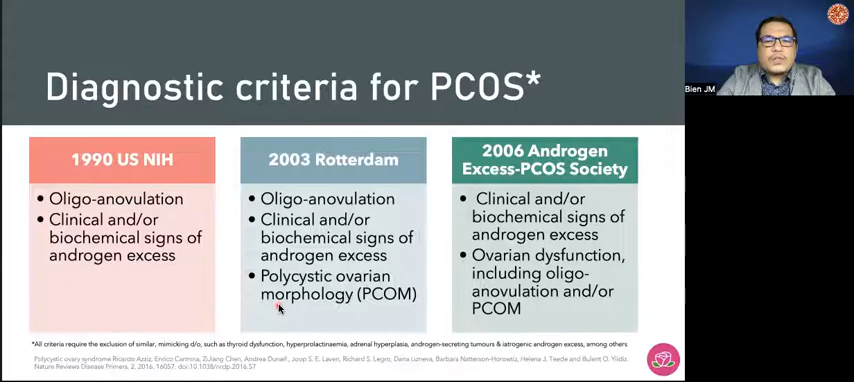 Diagnostic criteria for PCOS*
Bien JM
1990 US NIH
• Oligo-anovulation
• Clinical and/or
biochemical signs of
androgen excess
2003 Rotterdam
• Oligo-anovulation
• Clinical and/or
biochemical signs of
androgen excess
• Polycystic ovarian
morphology (PCOM)
2006 Androgen
Excess-PCOS Society
• Clinical and/or
biochemical signs of
androgen excess
• Ovarian dysfunction,
including oligo-
anovulation and/or
PCOM
*All criteria require the exclusion of similar, mimicking d/o, such as thyroid dysfunction, hyperprolactinaemia, adrenal hyperplasia, androgen-secreting tumours & iatrogenic androgen excess, among others
Polycystic ovary syndrome Ricardo Azziz, Enrico Carmina, ZiJiang Chen, Andrea Dunaif, Joop S. E. Laven, Richard S. Legro, Daria Lizneva, Barbara Natterson-Horowitz, Helena J. Teede and Bulent O. Yildiz
Nature Reviews Disease Primers, 2, 2016, 16057. doi:10.1038/nrdp.2016.57